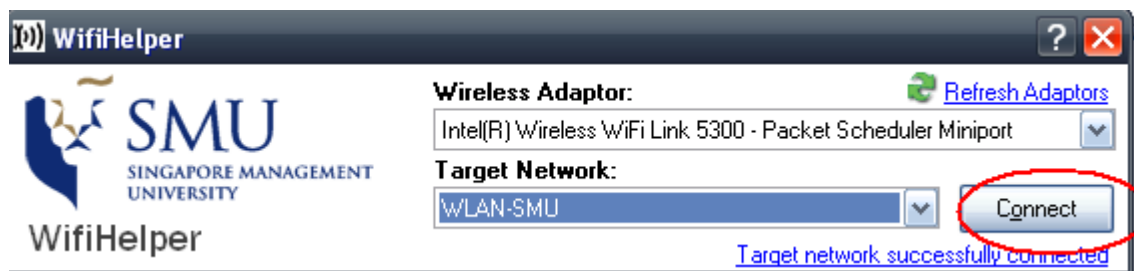 WifiHelper
?
Wireless Adaptor:
Refresh Adaptors
SMU
SINGAPORE MANAGEMENT
UNIVERSITY
WifiHelper
Intel(R) Wireless WiFi Link 5300 - Packet Scheduler Miniport
Target Network:
WLAN-SMU
Connect
Target network successfully connected